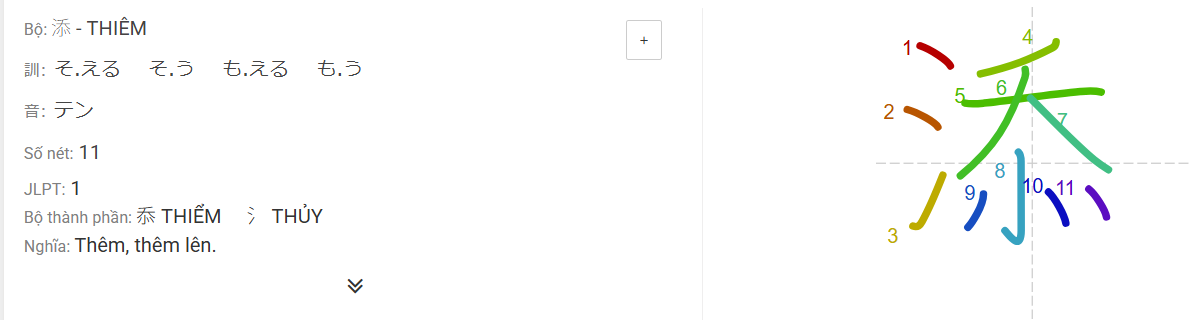 Bộ: 添 - THIÊM
+
訓: そ.える そ.う も.える も.う
音: テン
Số nét: 11
JLPT: 1
Bộ thành phần: 忝 THIỂM 氵 THỦY
Nghĩa: Thêm, thêm lên.
1
2
3
4
5
6
7
8
9
10
11